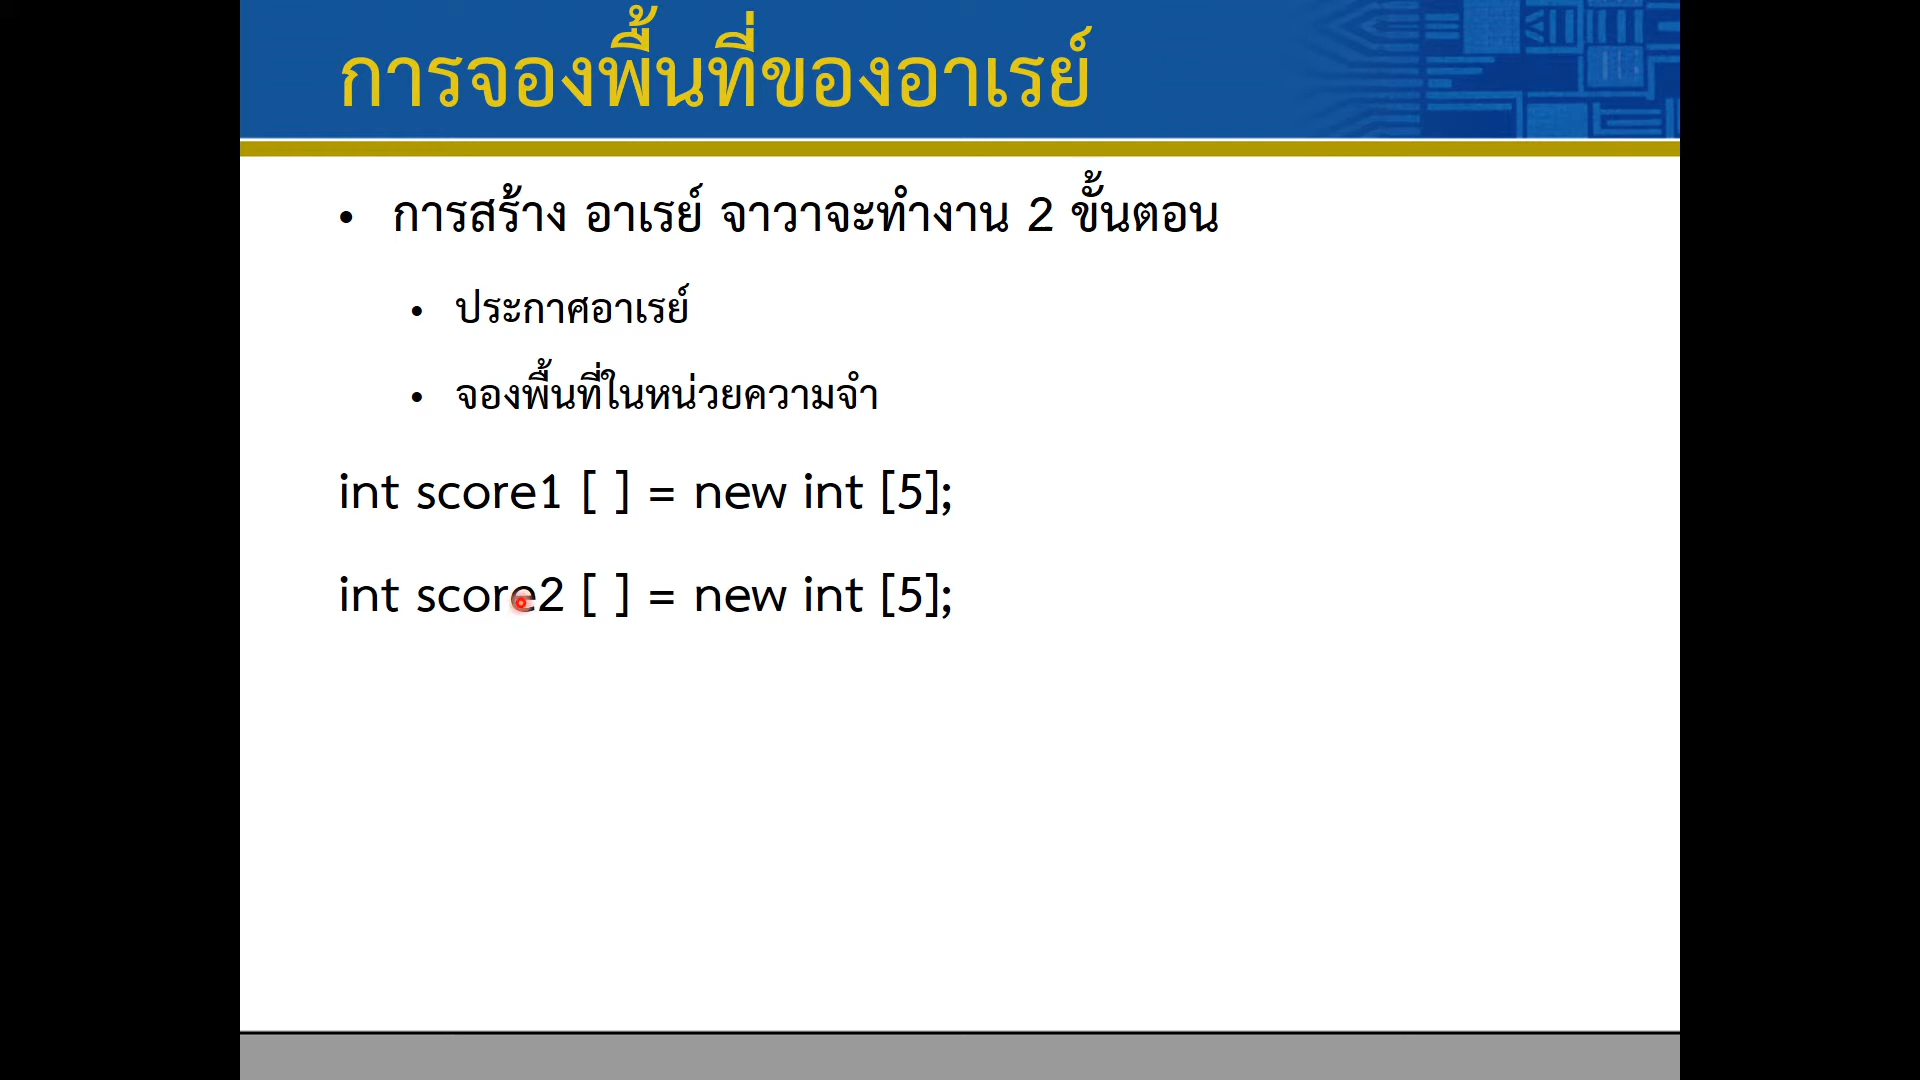 การจองพื้นที่ของอาเรย์
• การสร้าง อาเรย์ จาวาจะทำงาน 2 ขั้นตอน
• ประกาศอาเรย์
• จองพื้นที่ในหน่วยความจำ
int score1 [ ] = new int [5];
int score2 [ ] = new int [5];